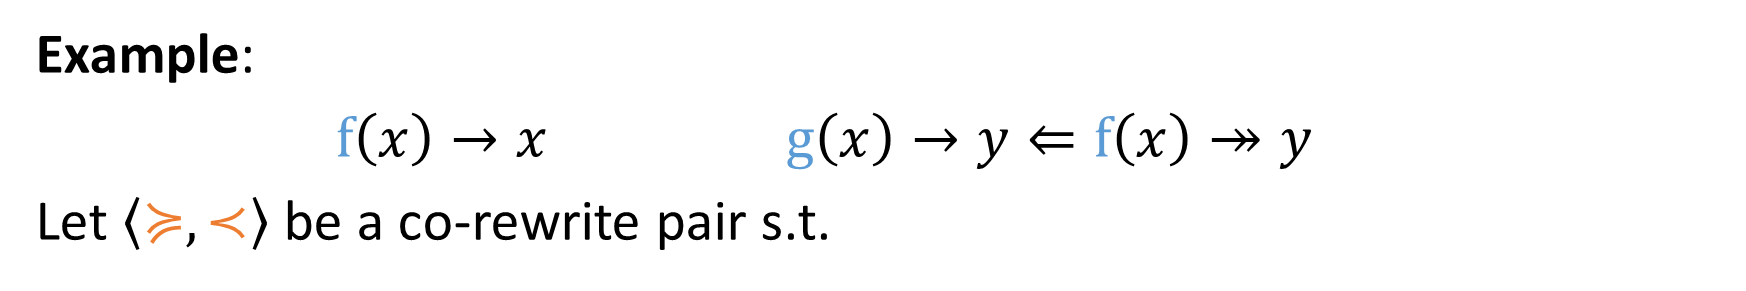 Example:
f(x) → x    g(x) → y ⇐ f(x) ↠ y
Let ⟨≽, ≺⟩ be a co-rewrite pair s.t.